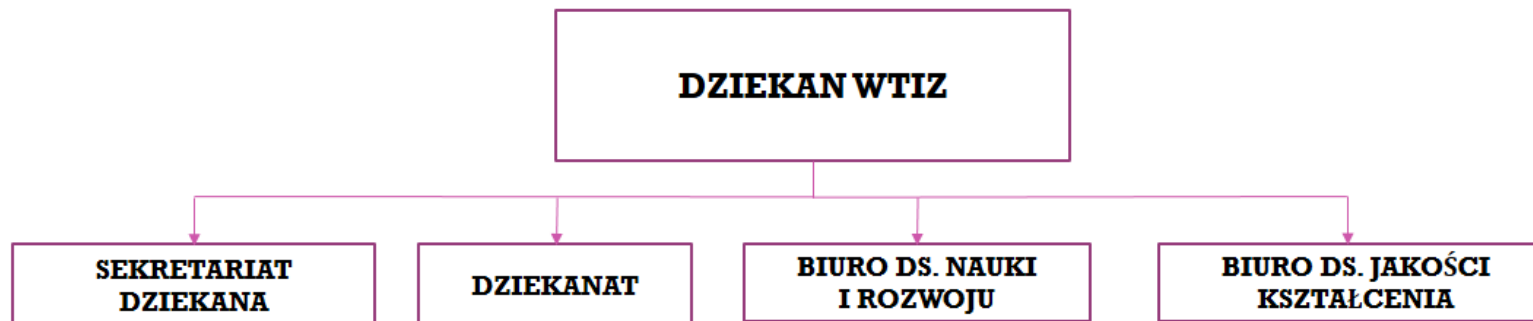 DZIEKAN WTIZ
SEKRETARIAT
DZIEKANA
DZIEKANAT
BIURO DS. NAUKI
I ROZWOJU
BIURO DS. JAKOŚCI
KSZTAŁCENIA